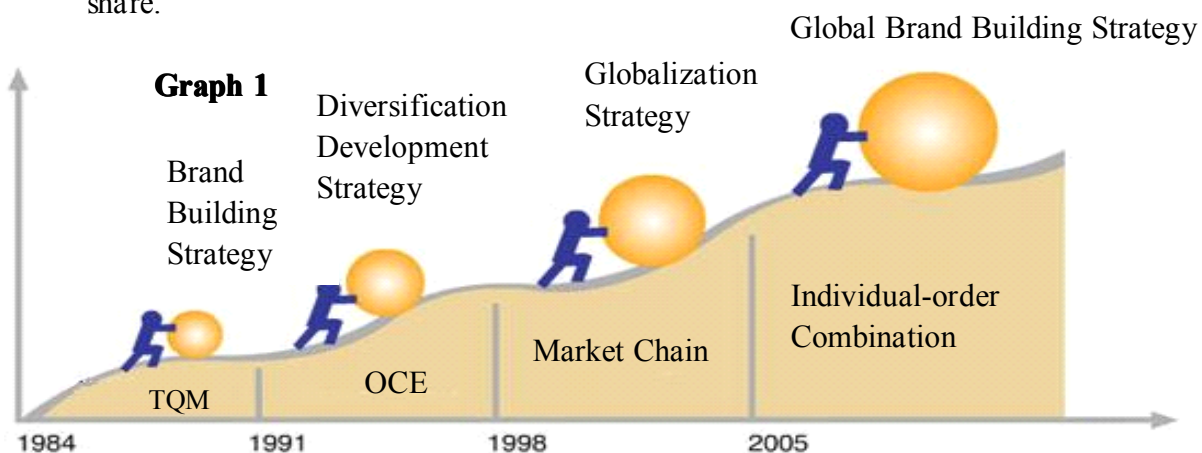 share.
Global Brand Building Strategy
Graph 1
Globalization
Strategy
Diversification
Development
Strategy
Brand
Building
Strategy
Individual-order
Combination
Market Chain
OCE
TQM
1984 1991 1998 2005